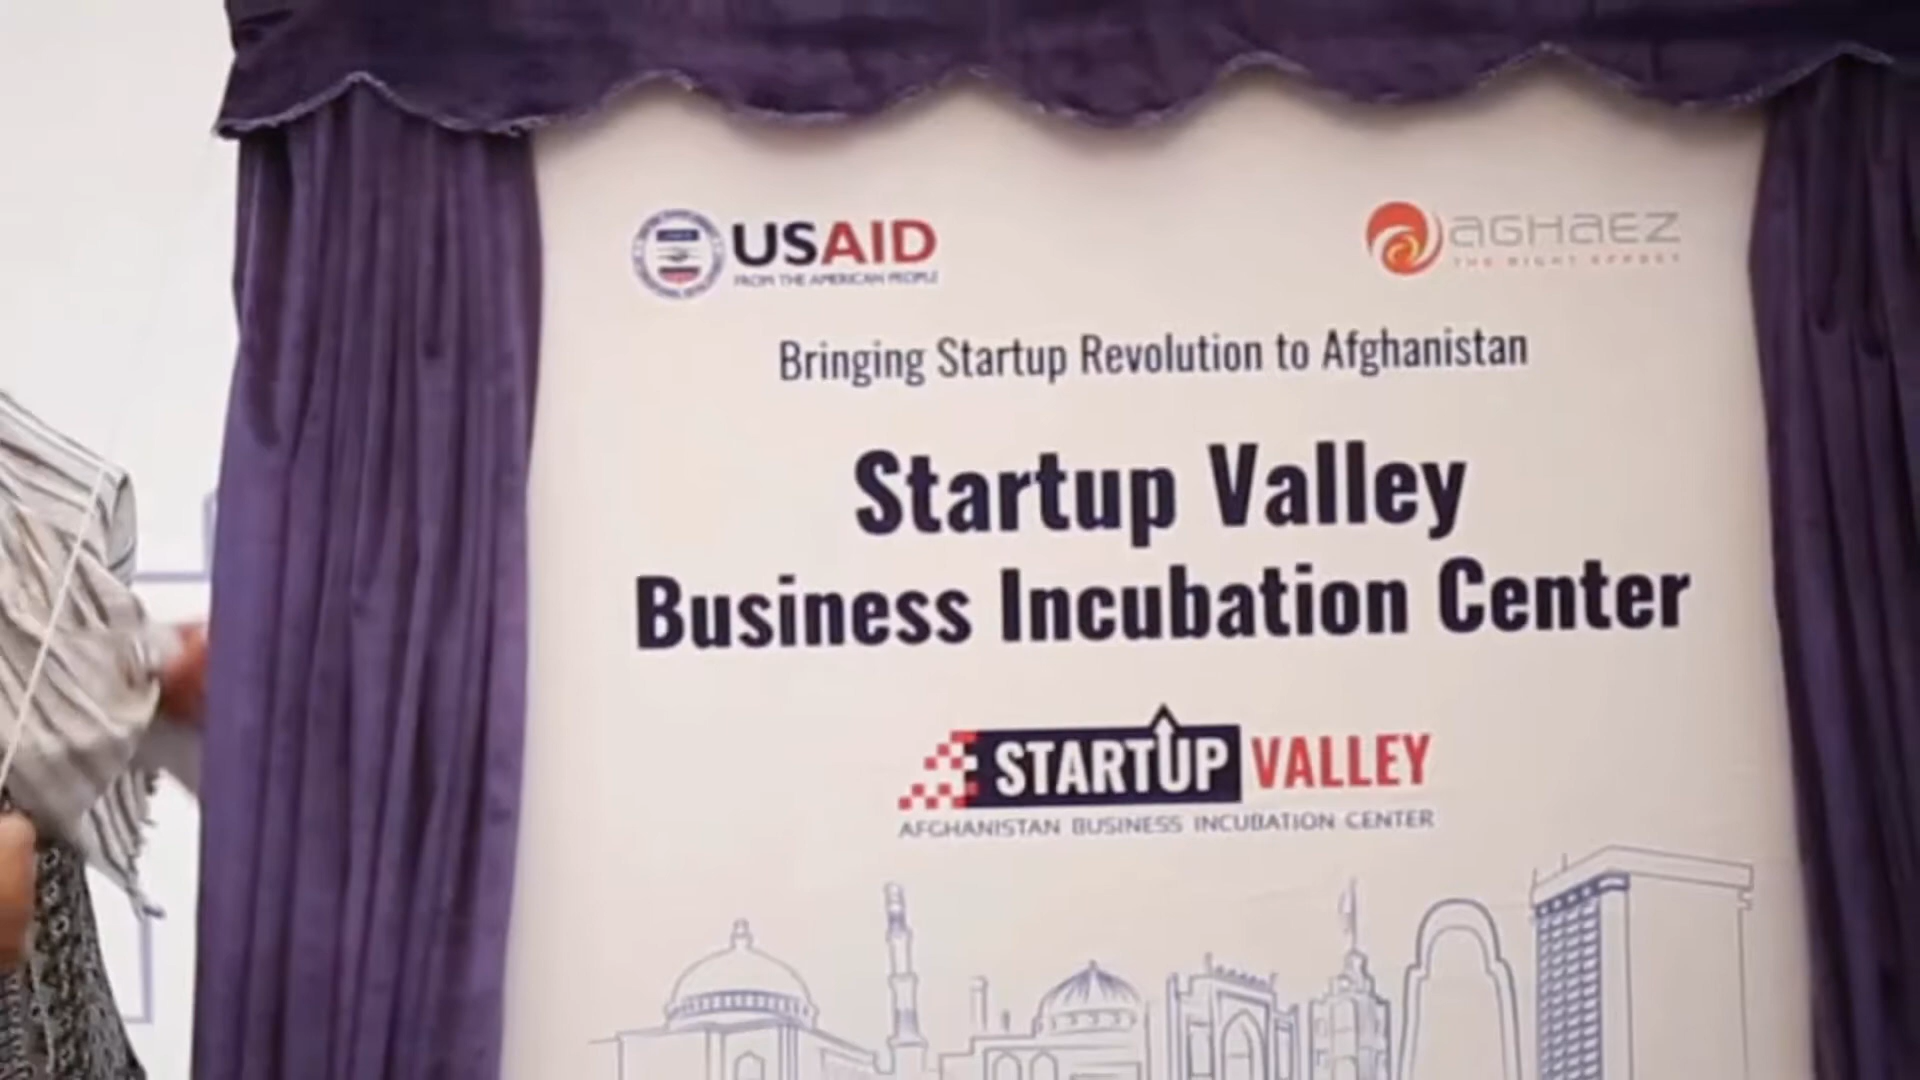 USAID
FROM THE AMERICAN PEOPLE
aGHaEZ
THE RIGHT EFFECT
Bringing Startup Revolution to Afghanistan
Startup Valley
Business Incubation Center
STARTUP VALLEY
AFGHANISTAN BUSINESS INCUBATION CENTER